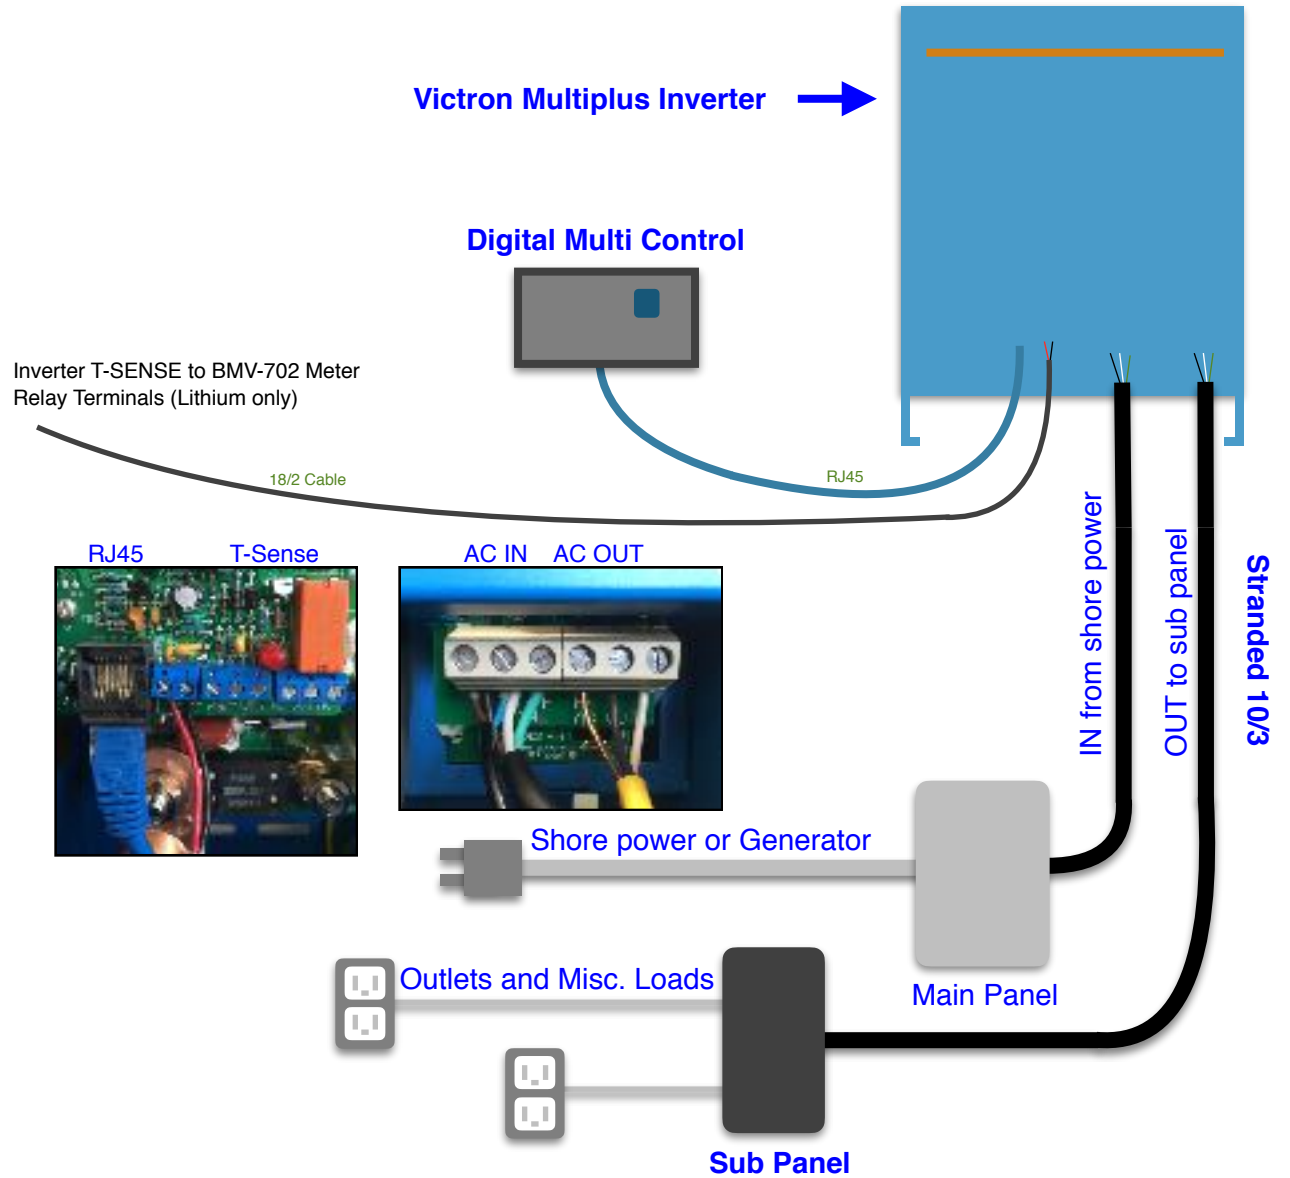 Victron Multiplus Inverter
Digital Multi Control
Inverter T-SENSE to BMV-702 Meter
Relay Terminals (Lithium only)
18/2 Cable
RJ45
RJ45
T-Sense
AC IN
AC OUT
IN from shore power
OUT to sub panel
Stranded 10/3
Shore power or Generator
Main Panel
Outlets and Misc. Loads
Sub Panel